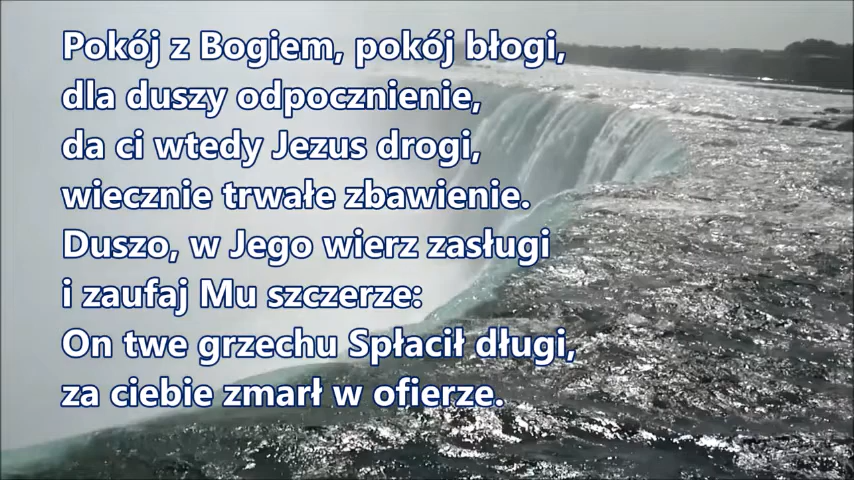 Pokój z Bogiem, pokój błogi,
dla duszy odpocznienie,
da ci wtedy Jezus drogi,
wiecznie trwałe zbawienie.
Duszo, w Jego wierz zasługi
i zaufaj Mu szczerze:
On twe grzechu Spłacił długi,
za ciebie zmarł w ofierze.